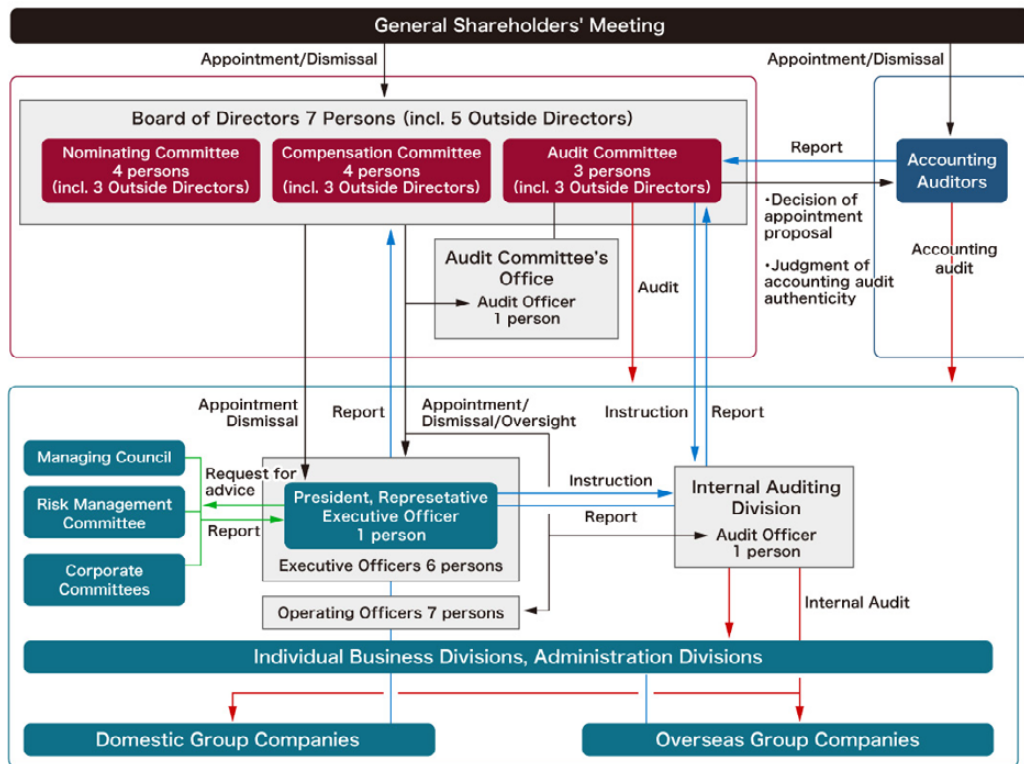 General Shareholders' Meeting
Appointment/Dismissal
Appointment/Dismissal
Board of Directors 7 Persons (incl. 5 Outside Directors)
Nominating Committee
4 persons
(incl. 3 Outside Directors)
Compensation Committee
4 persons
(incl. 3 Outside Directors)
Audit Committee
3 persons
(incl. 3 Outside Directors)
Report
Accounting
Auditors
・Decision of
appointment
proposal
・Judgment of
accounting audit
authenticity
Accounting
audit
Audit Committee's
Office
Audit Officer
1 person
Audit
Appointment
Dismissal
Report
Appointment/
Dismissal/Oversight
Instruction
Report
Managing Council
Risk Management
Committee
Corporate
Committees
Request for
advice
Report
President, Represetative
Executive Officer
1 person
Executive Officers 6 persons
Instruction
Report
Internal Auditing
Division
Audit Officer
1 person
Operating Officers 7 persons
Internal Audit
Individual Business Divisions, Administration Divisions
Domestic Group Companies
Overseas Group Companies